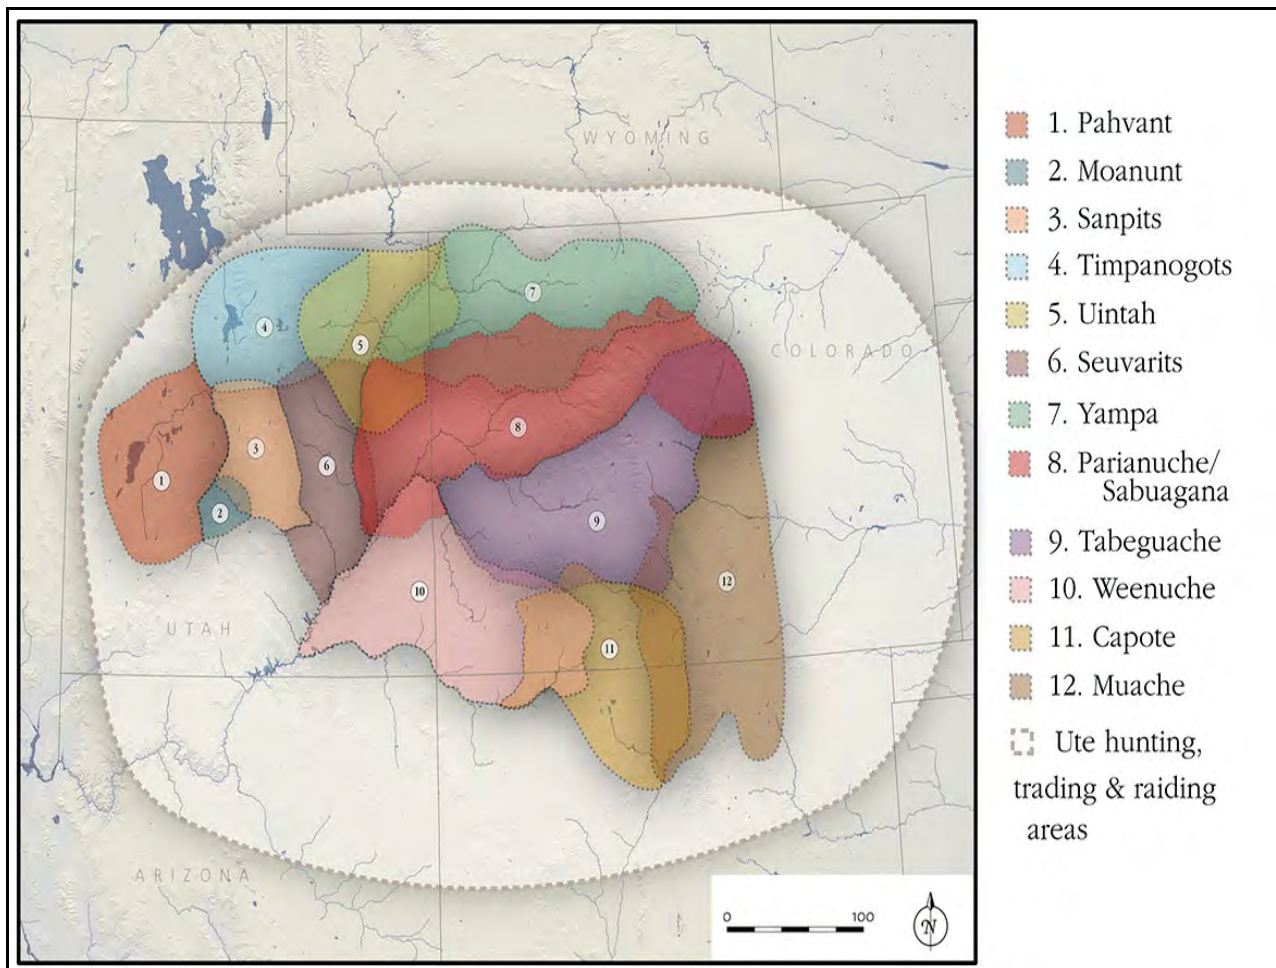 WYOMING
COLORADO
UTAH
ARIZONA
4
7
5
8
3
6
1
2
9
10
12
11
0 100
N
1. Pahvant
2. Moanunt
3. Sanpits
4. Timpanogots
5. Uintah
6. Seuvarits
7. Yampa
8. Parianuche/
Sabuagana
9. Tabeguache
10. Weenuche
11. Capote
12. Muache
Ute hunting,
trading & raiding
areas